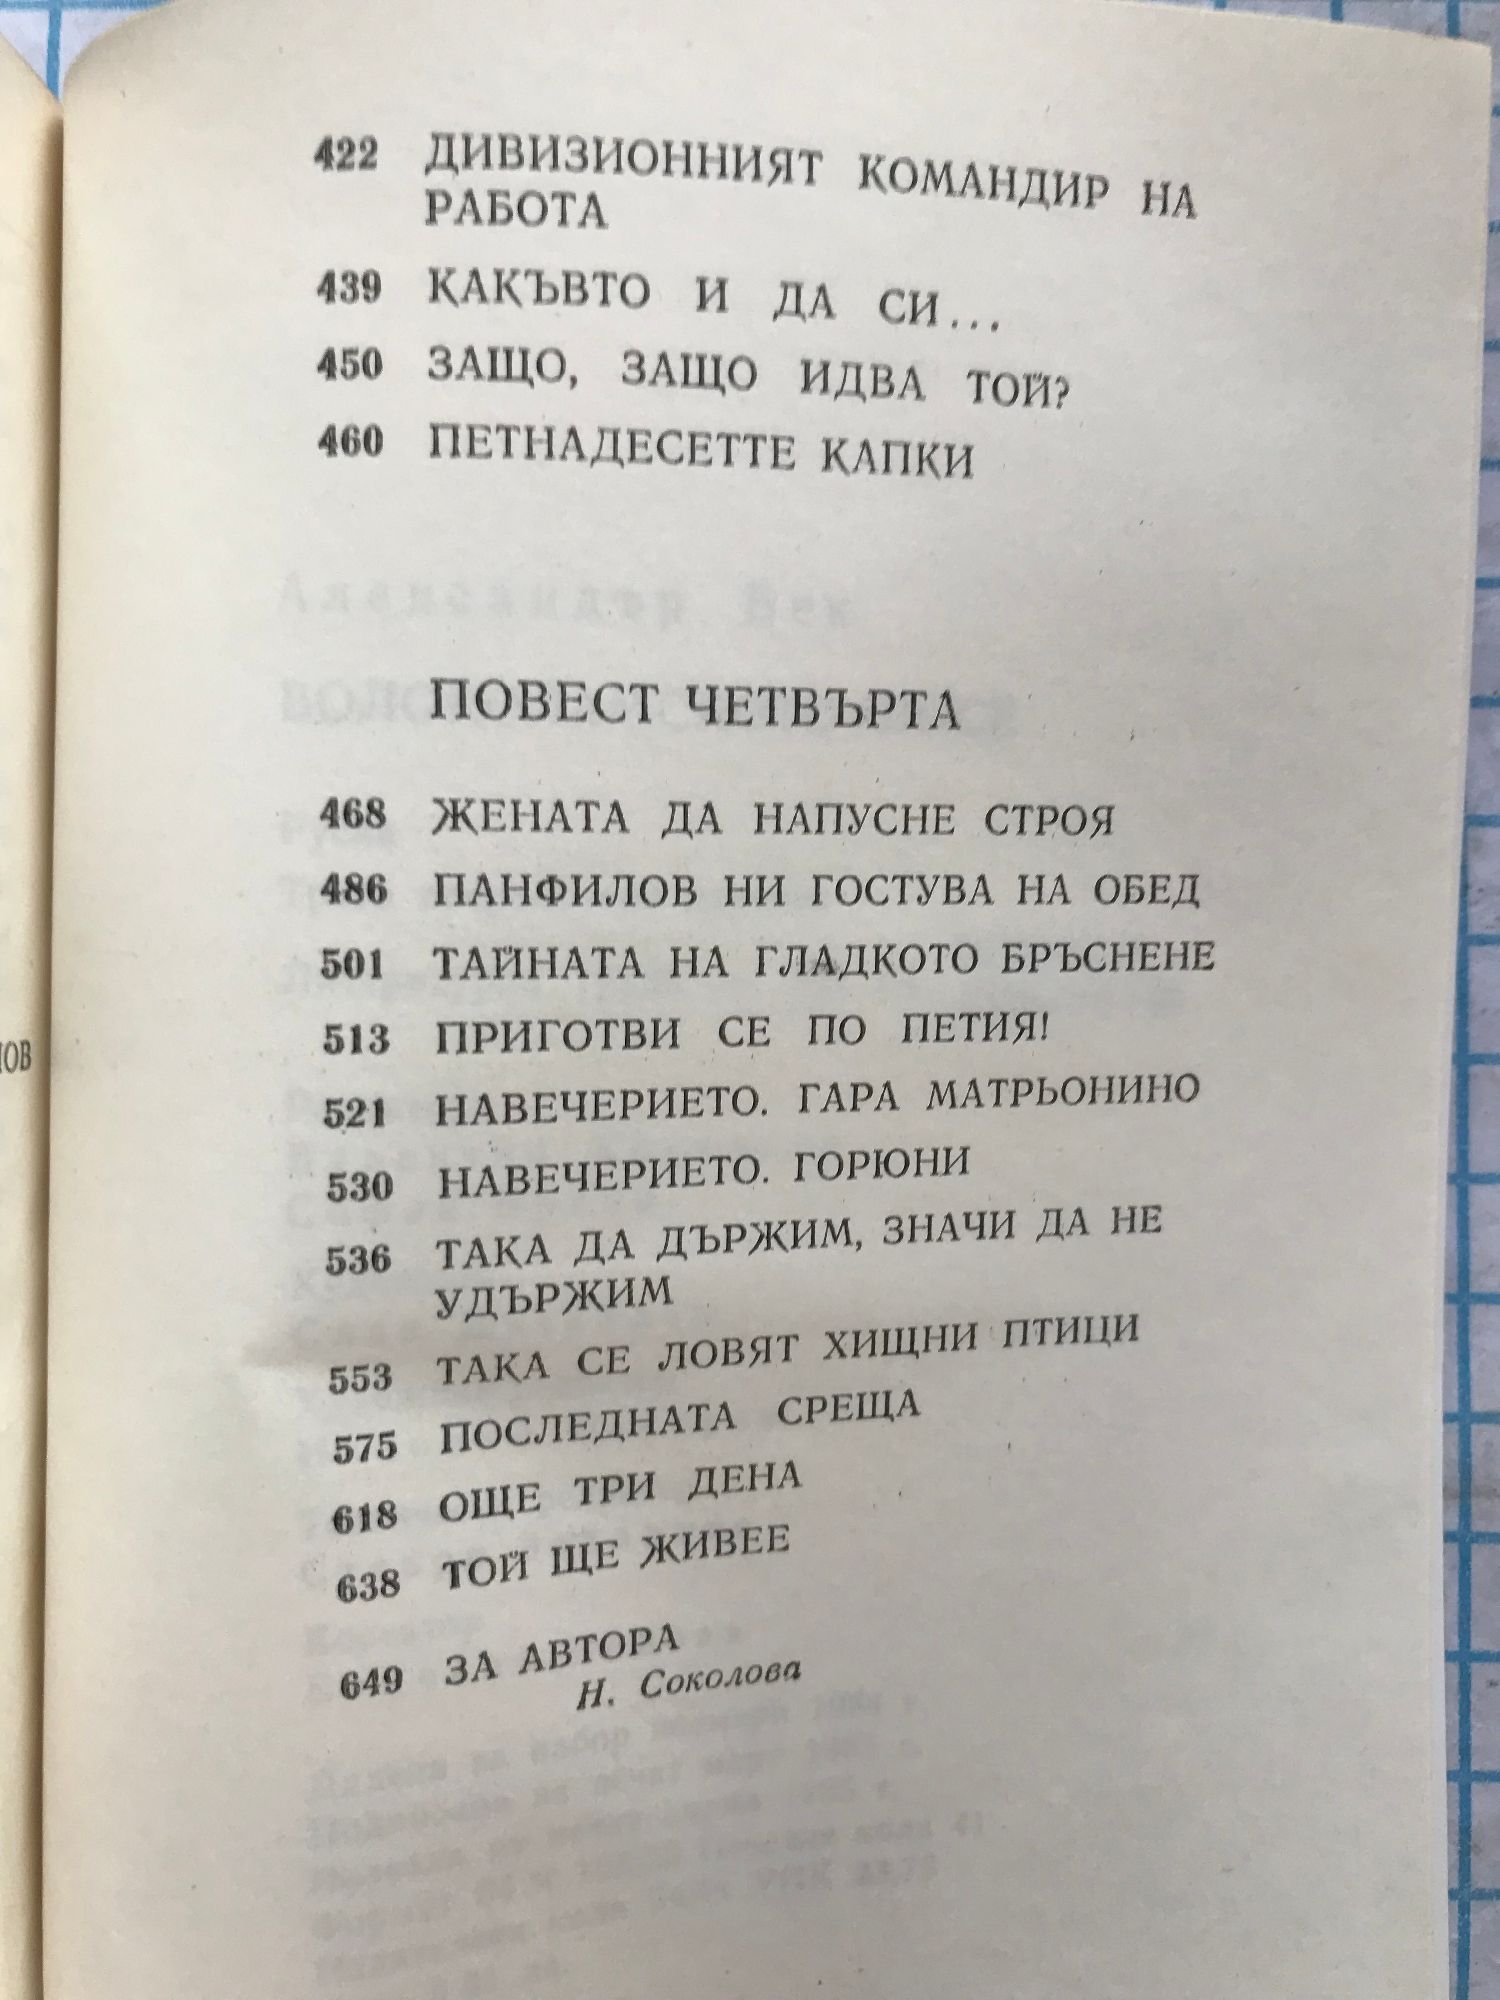 422 ДИВИЗИОННИЯТ КОМАНДИР НА
РАБОТА
439 КАКЪВТО И ДА СИ...
450 ЗАЩО, ЗАЩО ИДВА ТОЙ?
460 ПЕТНАДЕСЕТТЕ КАПКИ
ПОВЕСТ ЧЕТВЪРТА
468 ЖЕНАТА ДА НАПУСНЕ СТРОЯ
486 ПАНФИЛОВ НИ ГОСТУВА НА ОБЕД
501 ТАЙНАТА НА ГЛАДКОТО БРЪСНЕНЕ
513 ПРИГОТВИ СЕ ПО ПЕТИЯ!
521 НАВЕЧЕРИЕТО. ГАРА МАТРЬОНИНО
530 НАВЕЧЕРИЕТО. ГОРЮНИ
536 ТАКА ДА ДЪРЖИМ, ЗНАЧИ ДА НЕ
УДЪРЖИМ
553 ТАКА СЕ ЛОВЯТ ХИЩНИ ПТИЦИ
575 ПОСЛЕДНАТА СРЕЩА
618 ОЩЕ ТРИ ДЕНА
638 ТОЙ ЩЕ ЖИВЕЕ
649 ЗА АВТОРА
Н. Соколова